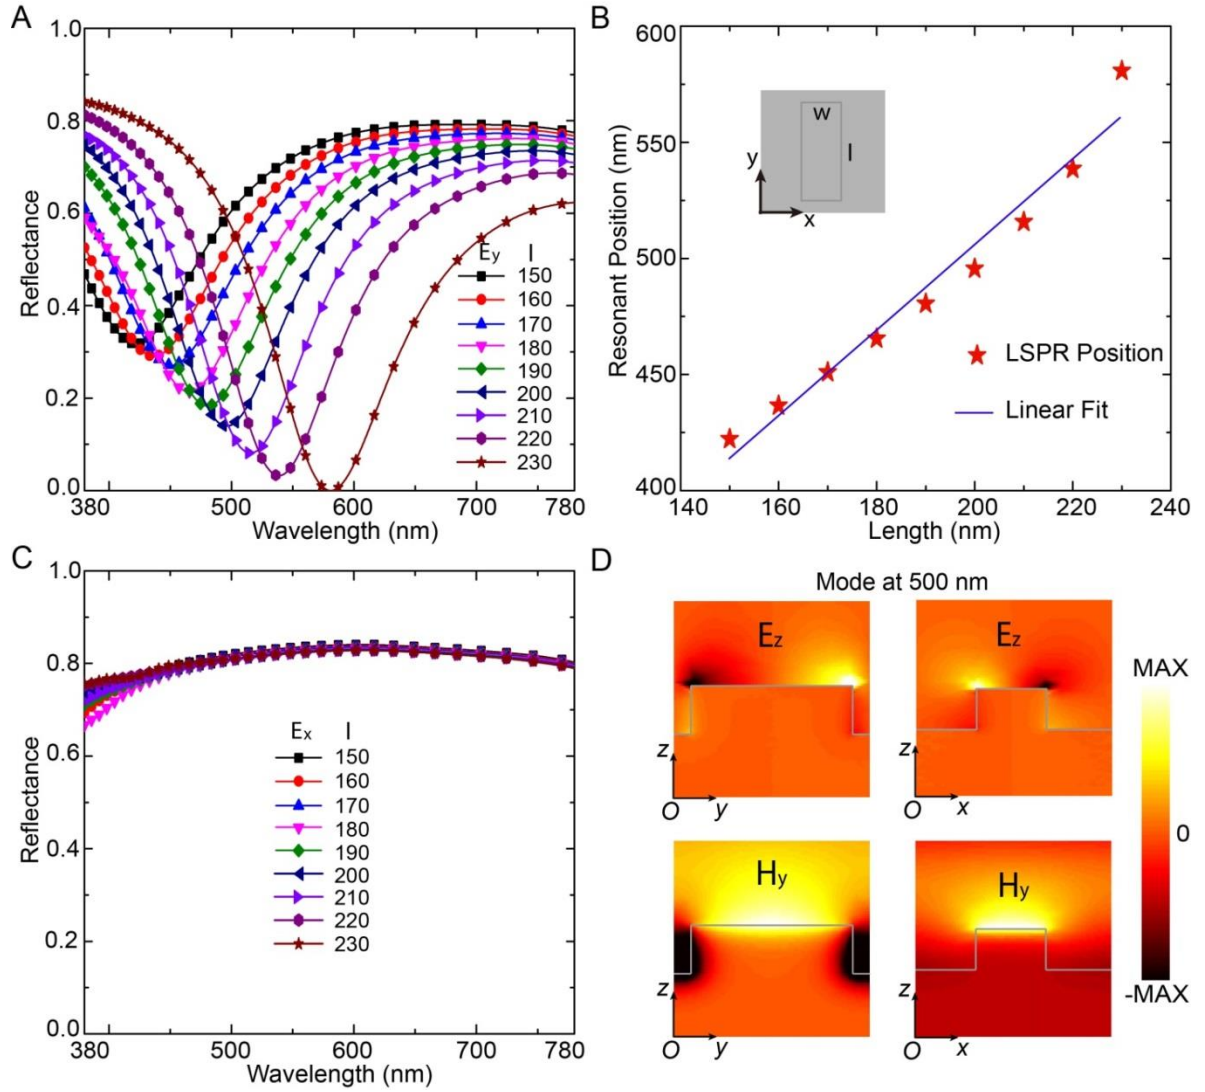 A
1.0
0.8
0.6
0.4
0.2
0.0
Reflectance
380
500
600
700
780
Wavelength (nm)
Ey l
150
160
170
180
190
200
210
220
230
B
600
550
500
450
400
Resonant Position (nm)
140
160
180
200
220
240
Length (nm)
w
l
y
x
LSPR Position
Linear Fit
C
1.0
0.8
0.6
0.4
0.2
0.0
Reflectance
380
500
600
700
780
Wavelength (nm)
Ex l
150
160
170
180
190
200
210
220
230
D
Mode at 500 nm
Ez
z
O
y
Ez
z
O
x
Hy
z
O
y
Hy
z
O
x
MAX
0
-MAX